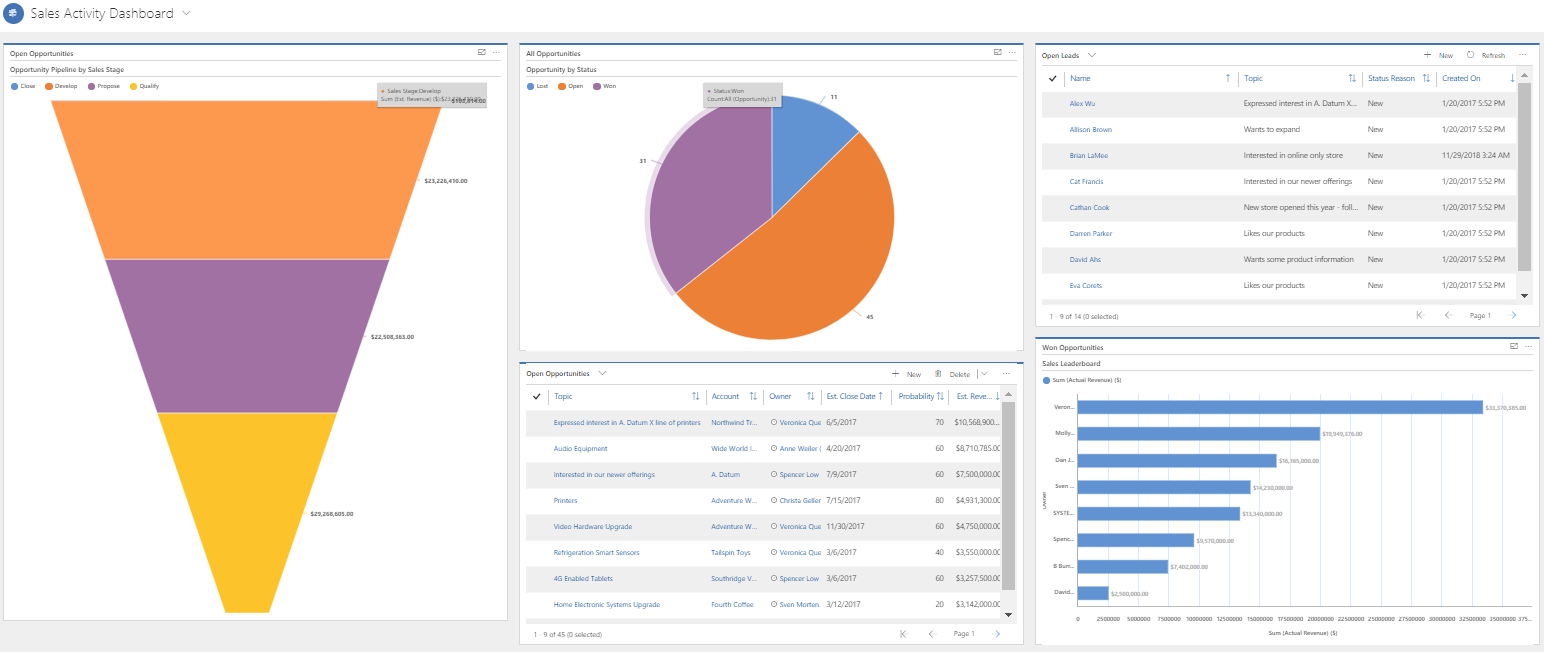 Sales Activity Dashboard
Open Opportunities
Opportunity Pipeline by Sales Stage
Close Develop Propose Qualify
Sales Stage:Develop
Sum (Est. Revenue) ($):
$23,226,410.00
$22,508,363.00
$29,268,605.00
All Opportunities
Opportunity by Status
Lost Open Won
Status:Won
Count:All (Opportunity):31
11
31
45
Open Opportunities New Delete
Topic Account Owner Est. Close Date Probability Est. Reve...
Expressed interest in A. Datum X line of printers Northwind Tr... Veronica Que 6/5/2017 70 $10,568,900...
Audio Equipment Wide World I... Anne Weiler ( 4/20/2017 60 $8,710,785.00
Interested in our newer offerings A. Datum Spencer Low 7/9/2017 60 $7,500,000.00
Printers Adventure W... Christa Geller 7/15/2017 80 $4,931,300.00
Video Hardware Upgrade Adventure W... Veronica Que 11/30/2017 60 $4,750,000.00
Refrigeration Smart Sensors Tailspin Toys Veronica Que 3/6/2017 40 $3,550,000.00
4G Enabled Tablets Southridge V... Spencer Low 3/6/2017 60 $3,257,500.00
Home Electronic Systems Upgrade Fourth Coffee Sven Morten. 3/12/2017 20 $3,142,000.00
1 - 9 of 45 (0 selected) Page 1
Open Leads New Refresh
Name Topic Status Reason Created On
Alex Wu Expressed interest in A. Datum X... New 1/20/2017 5:52 PM
Allison Brown Wants to expand New 1/20/2017 5:52 PM
Brian LaMee Interested in online only store New 11/29/2018 3:24 AM
Cat Francis Interested in our newer offerings New 1/20/2017 5:52 PM
Cathan Cook New store opened this year - foll... New 1/20/2017 5:52 PM
Darren Parker Likes our products New 1/20/2017 5:52 PM
David Ahs Wants some product information New 1/20/2017 5:52 PM
Eva Corets Likes our products New 1/20/2017 5:52 PM
1 - 9 of 14 (0 selected) Page 1
Won Opportunities
Sales Leaderboard
Sum (Actual Revenue) ($)
Owner
Veron... $33,370,385.00
Molly... $19,949,376.00
Dan J... $16,365,000.00
Sven ... $14,230,000.00
SYSTE... $13,340,000.00
Spenc... $9,570,000.00
B Burr... $7,402,000.00
David... $2,500,000.00
0 2500000 5000000 7500000 10000000 12500000 15000000 17500000 20000000 22500000 25000000 27500000 30000000 32500000 35000000 375...
Sum (Actual Revenue) ($)